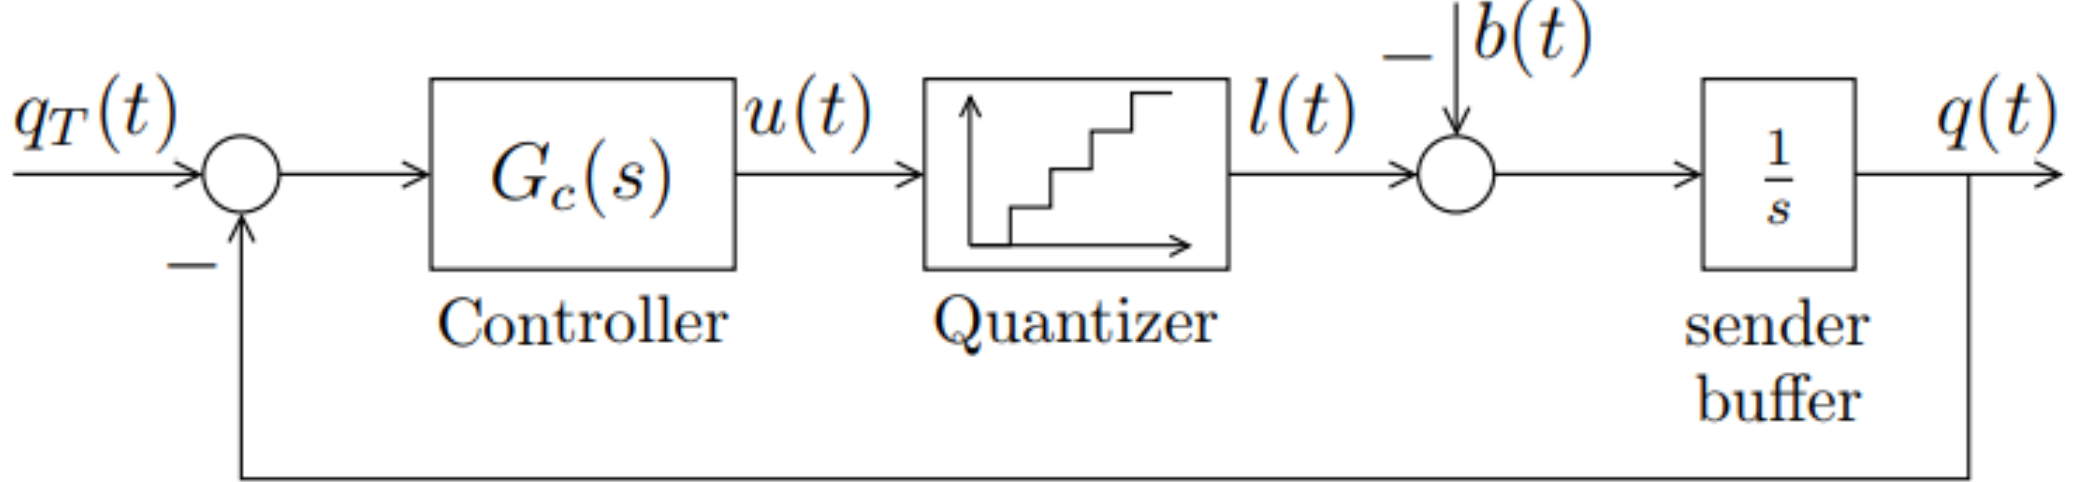 q_T(t)
−
G_c(s)
Controller
u(t)
Quantizer
l(t)
−
b(t)
1/s
sender
buffer
q(t)